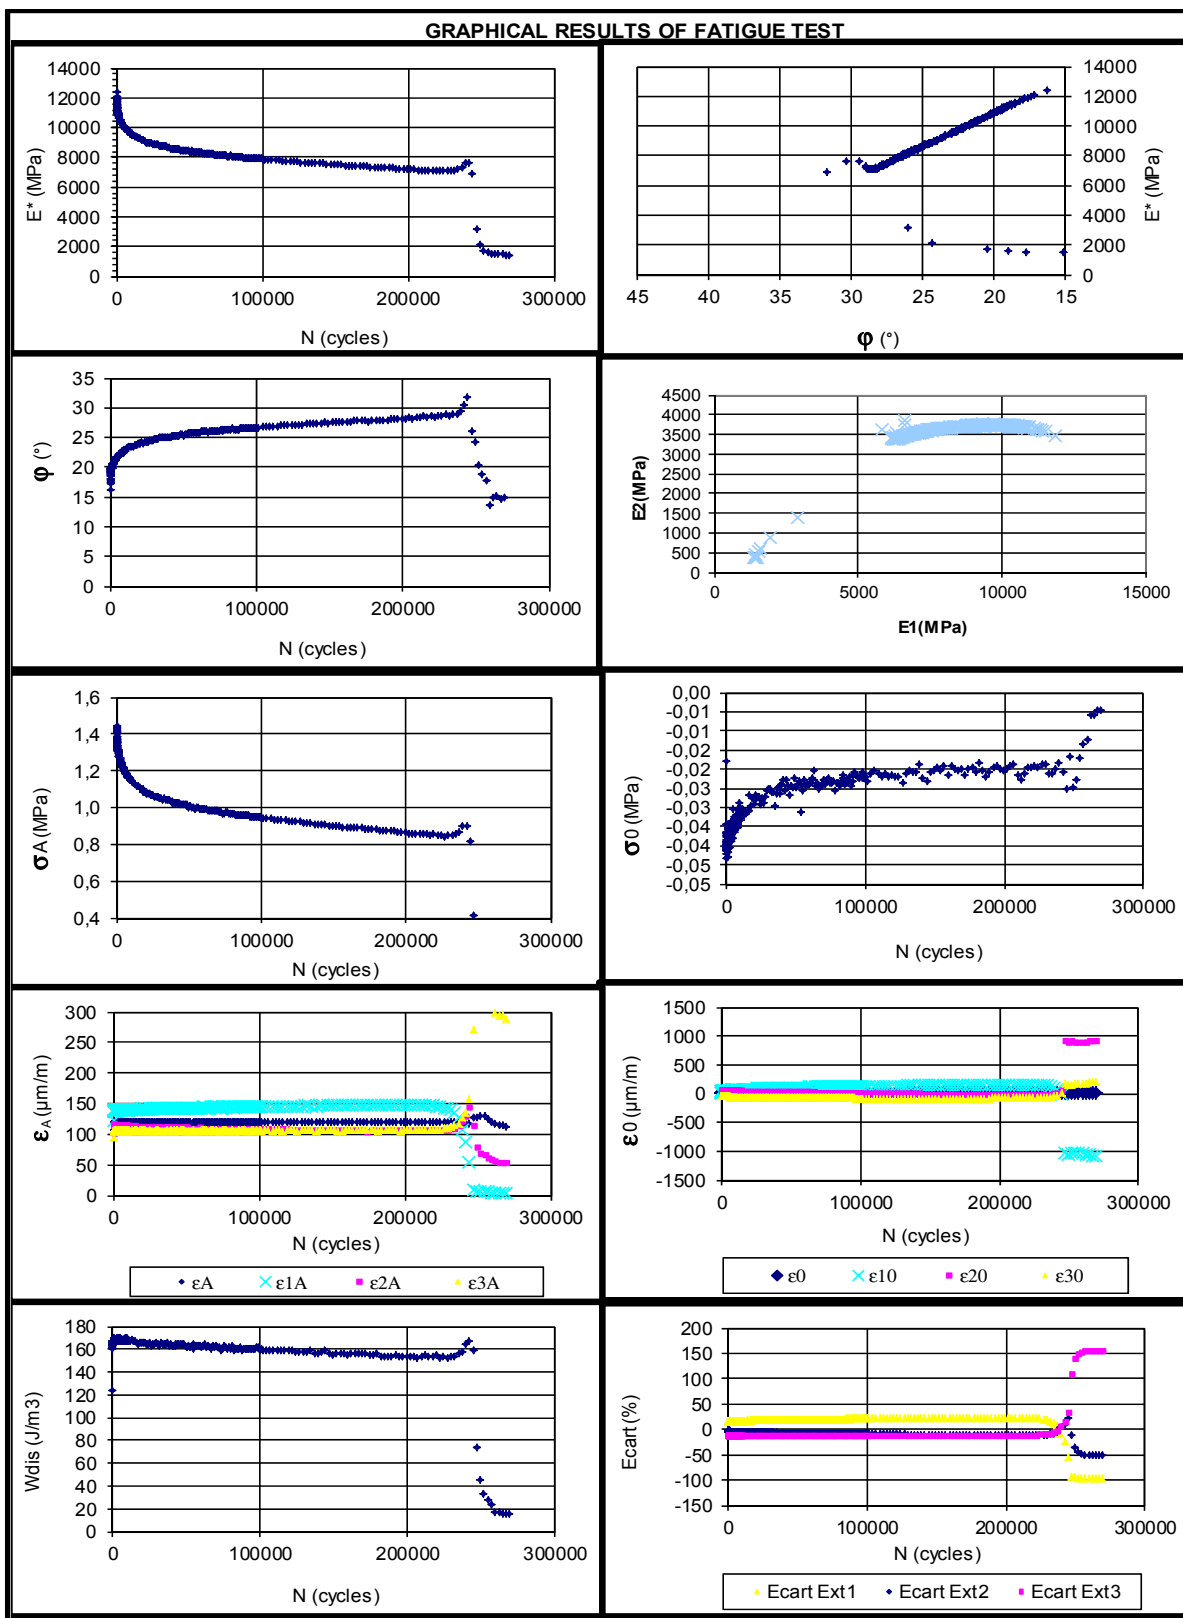 GRAPHICAL RESULTS OF FATIGUE TEST
14000
12000
10000
8000
6000
4000
2000
0
E* (MPa)
0 100000 200000 300000
N (cycles)
14000
12000
10000
8000
6000
4000
2000
0
E* (MPa)
45 40 35 30 25 20 15
φ (°)
35
30
25
20
15
10
5
0
φ (°)
0 100000 200000 300000
N (cycles)
4500
4000
3500
3000
2500
2000
1500
1000
500
0
E2(MPa)
0 5000 10000 15000
E1(MPa)
1,6
1,4
1,2
1,0
0,8
0,6
0,4
σA (MPa)
0 100000 200000 300000
N (cycles)
0,00
-0,01
-0,01
-0,02
-0,02
-0,03
-0,03
-0,04
-0,04
-0,05
-0,05
σ0 (MPa)
0 100000 200000 300000
N (cycles)
300
250
200
150
100
50
0
εA (µm/m)
0 100000 200000 300000
N (cycles)
εA ε1A ε2A ε3A
1500
1000
500
0
-500
-1000
-1500
ε0 (µm/m)
0 100000 200000 300000
N (cycles)
ε0 ε10 ε20 ε30
180
160
140
120
100
80
60
40
20
0
Wdis (J/m3)
0 100000 200000 300000
N (cycles)
200
150
100
50
0
-50
-100
-150
Ecart (%)
0 100000 200000 300000
N (cycles)
Ecart Ext1 Ecart Ext2 Ecart Ext3